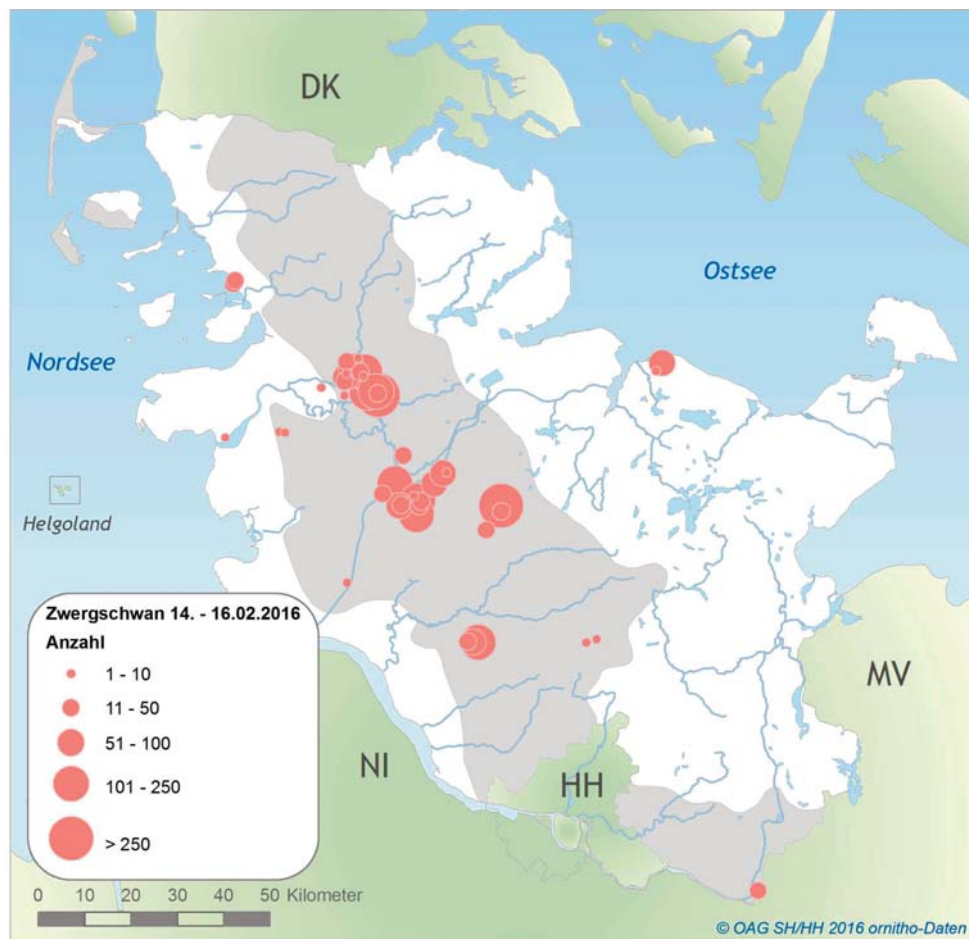 DK
Ostsee
Nordsee
Helgoland
Zwergschwan 14. - 16.02.2016
Anzahl
1 - 10
11 - 50
51 - 100
101 - 250
> 250
MV
NI
HH
0 10 20 30 40 50 Kilometer
© OAG SH/HH 2016 ornitho-Daten